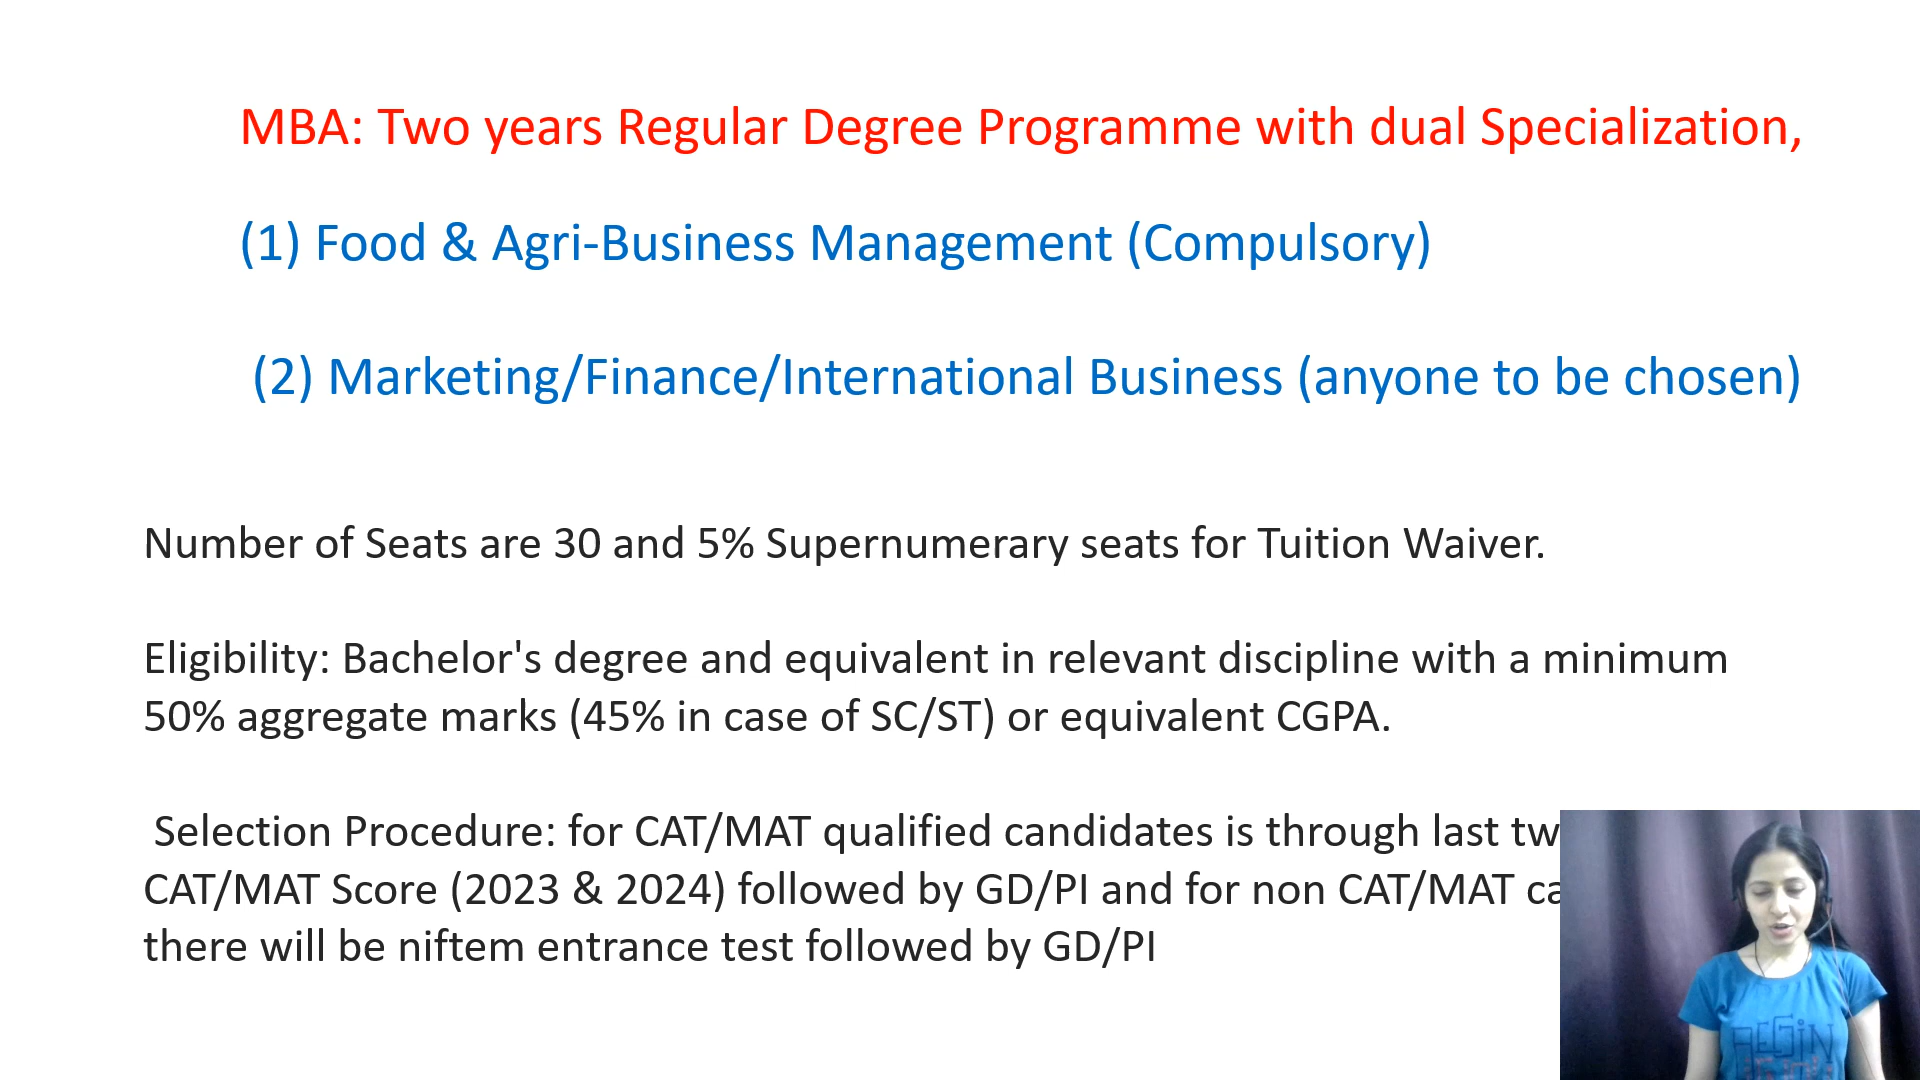 MBA: Two years Regular Degree Programme with dual Specialization,
(1) Food & Agri-Business Management (Compulsory)
(2) Marketing/Finance/International Business (anyone to be chosen)
Number of Seats are 30 and 5% Supernumerary seats for Tuition Waiver.
Eligibility: Bachelor's degree and equivalent in relevant discipline with a minimum
50% aggregate marks (45% in case of SC/ST) or equivalent CGPA.
Selection Procedure: for CAT/MAT qualified candidates is through last
CAT/MAT Score (2023 & 2024) followed by GD/PI and for non CAT/MAT
there will be niftem entrance test followed by GD/PI